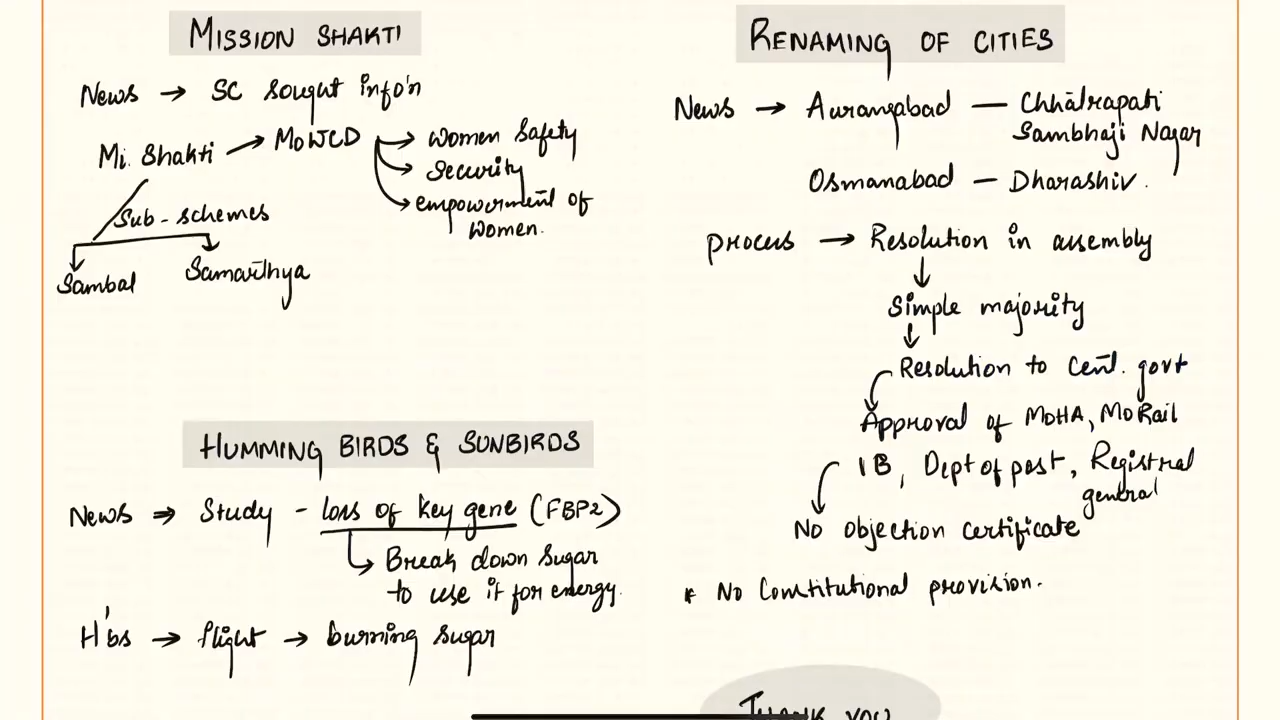 MISSION SHAKTI
News → SC sought info'n
Mi. Shakti → MoWCD → Women Safety
→ Security
→ empowerment of
Women.
Sub-schemes
Sambal
Samarthya
HUMMING BIRDS & SUNBIRDS
News ⇒ Study - loss of key gene (FBP2)
↳ Break down sugar
to use it for energy.
H'bs → flight → burning sugar
RENAMING OF CITIES
News → Aurangabad — Chhatrapati
Sambhaji Nagar
Osmanabad — Dharashiv.
process → Resolution in assembly
↓
Simple majority
↓
Resolution to Cent. govt
Approval of MoHA, MoRail
IB, Dept of post, Registral
general
No objection certificate
* No Constitutional provision.
THANK YOU